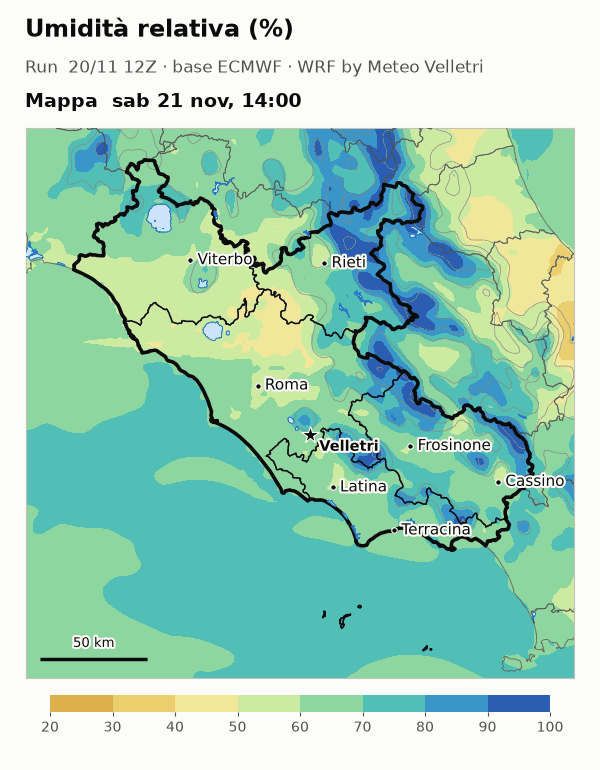 Umidità relativa (%)
Run 20/11 12Z · base ECMWF · WRF by Meteo Velletri
Mappa sab 21 nov, 14:00
Viterbo
Rieti
Roma
Velletri
Frosinone
Latina
Cassino
Terracina
50 km
20 30 40 50 60 70 80 90 100